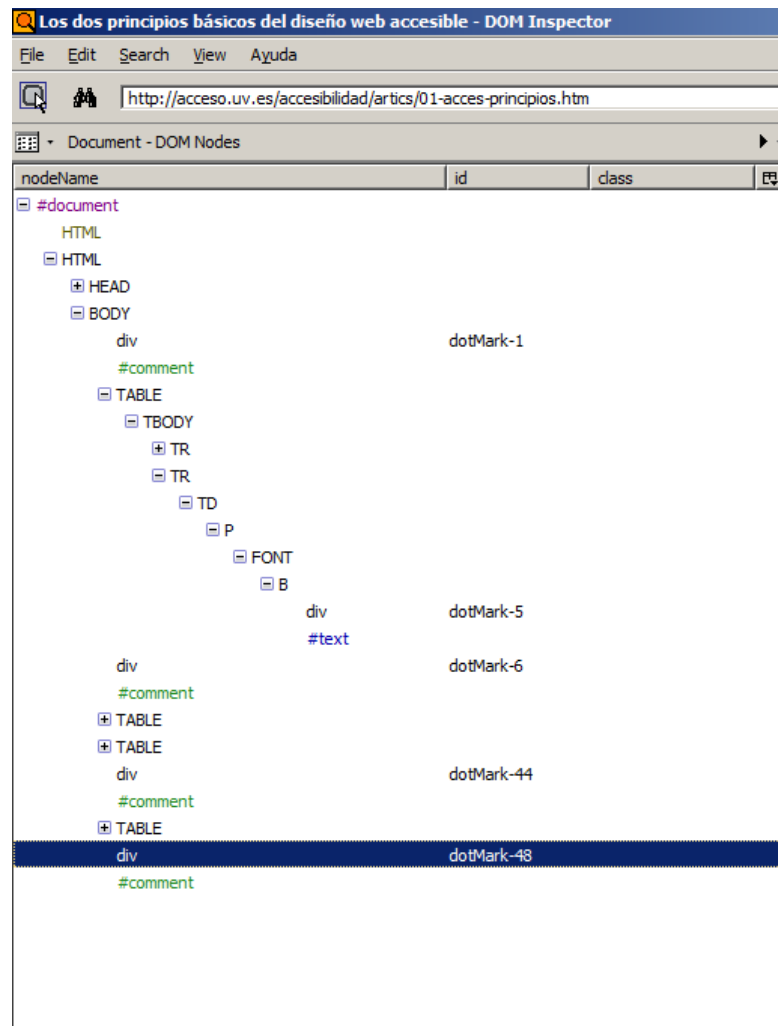 Los dos principios básicos del diseño web accesible - DOM Inspector
File Edit Search View Ayuda
http://acceso.uv.es/accesibilidad/artics/01-acces-principios.htm
Document - DOM Nodes
nodeName id class
#document
HTML
HTML
HEAD
BODY
div dotMark-1
#comment
TABLE
TBODY
TR
TR
TD
P
FONT
B
div dotMark-5
#text
div dotMark-6
#comment
TABLE
TABLE
div dotMark-44
#comment
TABLE
div dotMark-48
#comment